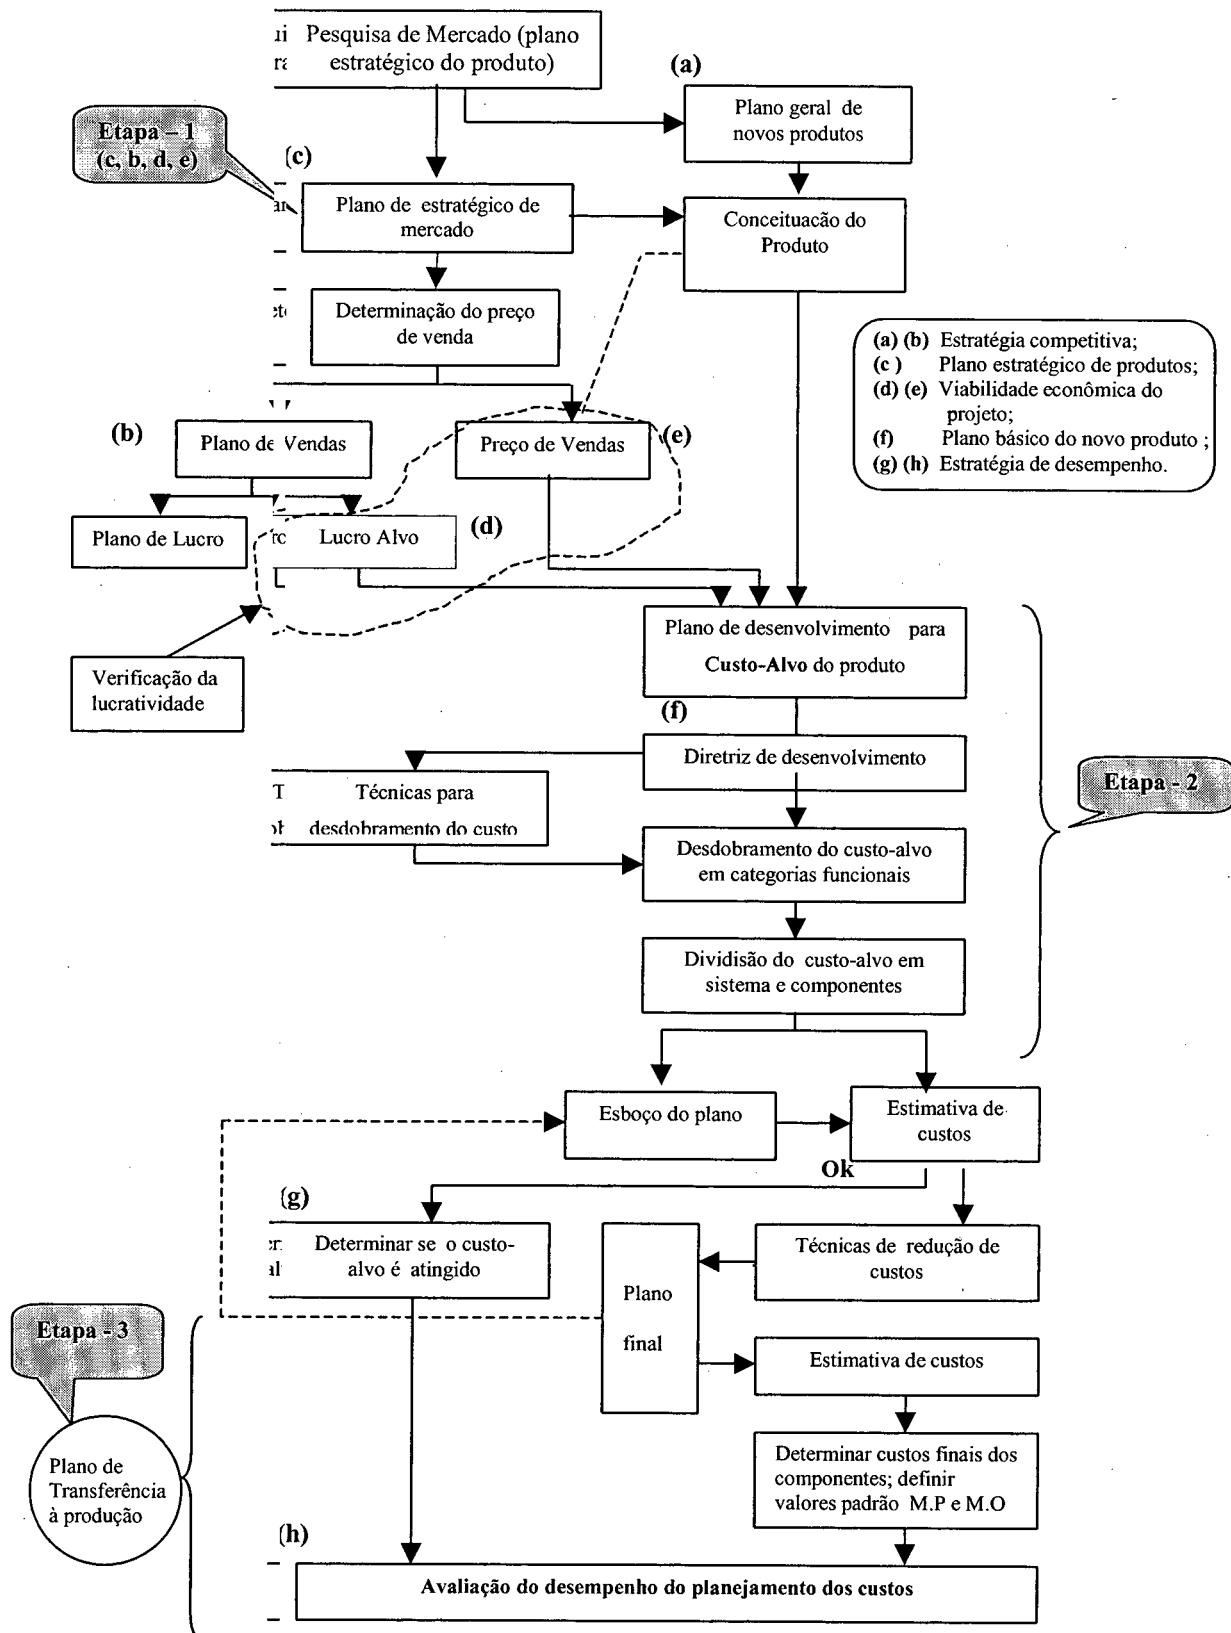 Pesquisa de Mercado (plano
estratégico do produto)
(a)
Plano geral de
novos produtos
Etapa – 1
(c, b, d, e)
(c)
Plano de estratégico de
mercado
Conceituacão do
Produto
Determinação do preço
de venda
(a) (b) Estratégia competitiva;
(c ) Plano estratégico de produtos;
(d) (e) Viabilidade econômica do
projeto;
(f) Plano básico do novo produto ;
(g) (h) Estratégia de desempenho.
(b)
Plano de Vendas
Preço de Vendas
(e)
Plano de Lucro
Lucro Alvo
(d)
Verificação da
lucratividade
Plano de desenvolvimento para
Custo-Alvo do produto
(f)
Diretriz de desenvolvimento
Etapa - 2
Técnicas para
desdobramento do custo
Desdobramento do custo-alvo
em categorias funcionais
Dividisão do custo-alvo em
sistema e componentes
Esboço do plano
Estimativa de
custos
Ok
(g)
Determinar se o custo-
alvo é atingido
Plano
final
Técnicas de redução de
custos
Etapa - 3
Estimativa de custos
Plano de
Transferência
à produção
Determinar custos finais dos
componentes; definir
valores padrão M.P e M.O
(h)
Avaliação do desempenho do planejamento dos custos